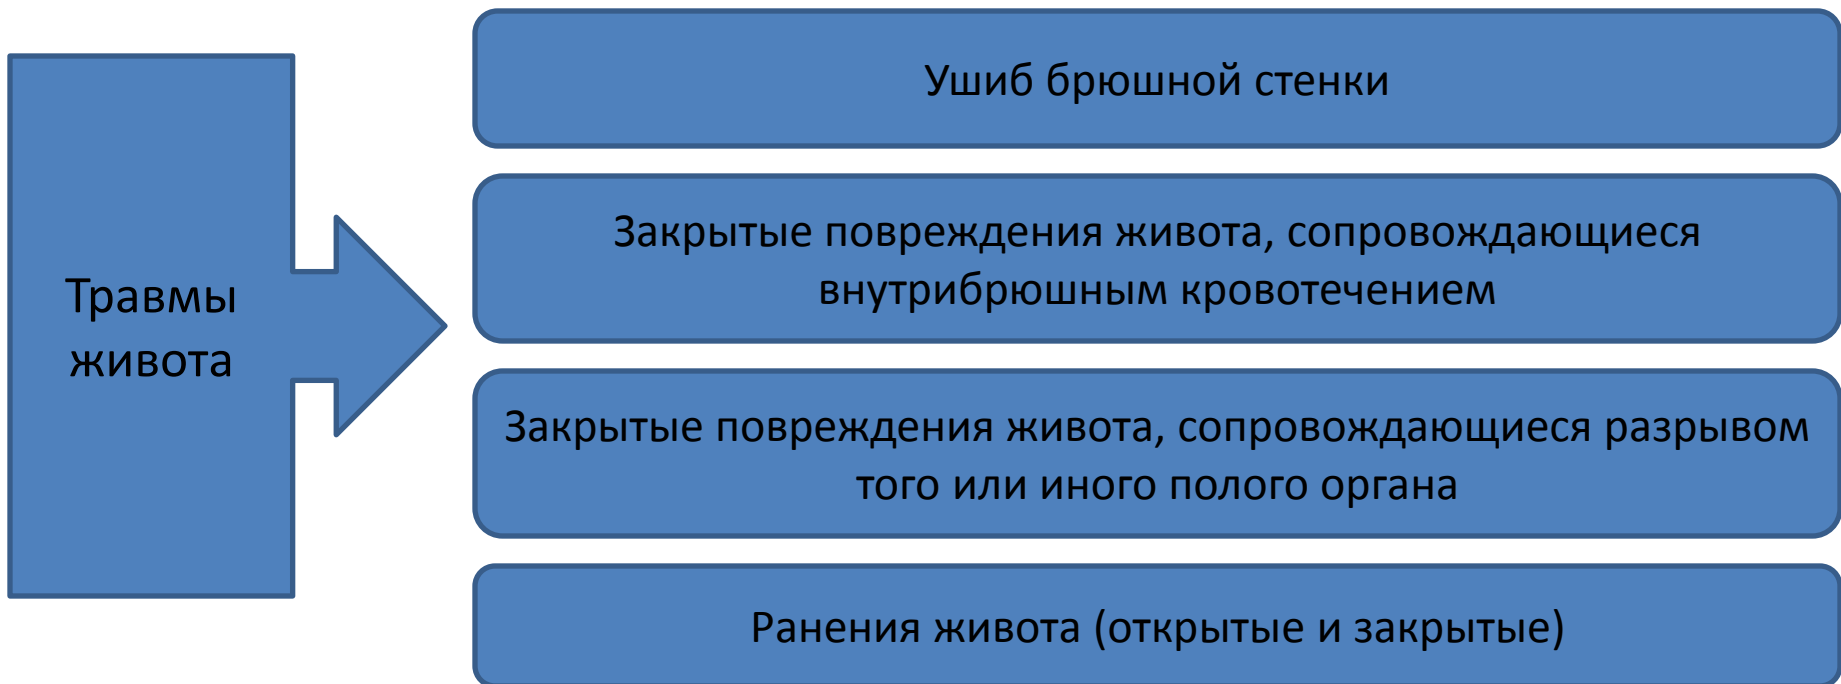 Травмы
живота
Ушиб брюшной стенки
Закрытые повреждения живота, сопровождающиеся
внутрибрюшным кровотечением
Закрытые повреждения живота, сопровождающиеся разрывом
того или иного полого органа
Ранения живота (открытые и закрытые)